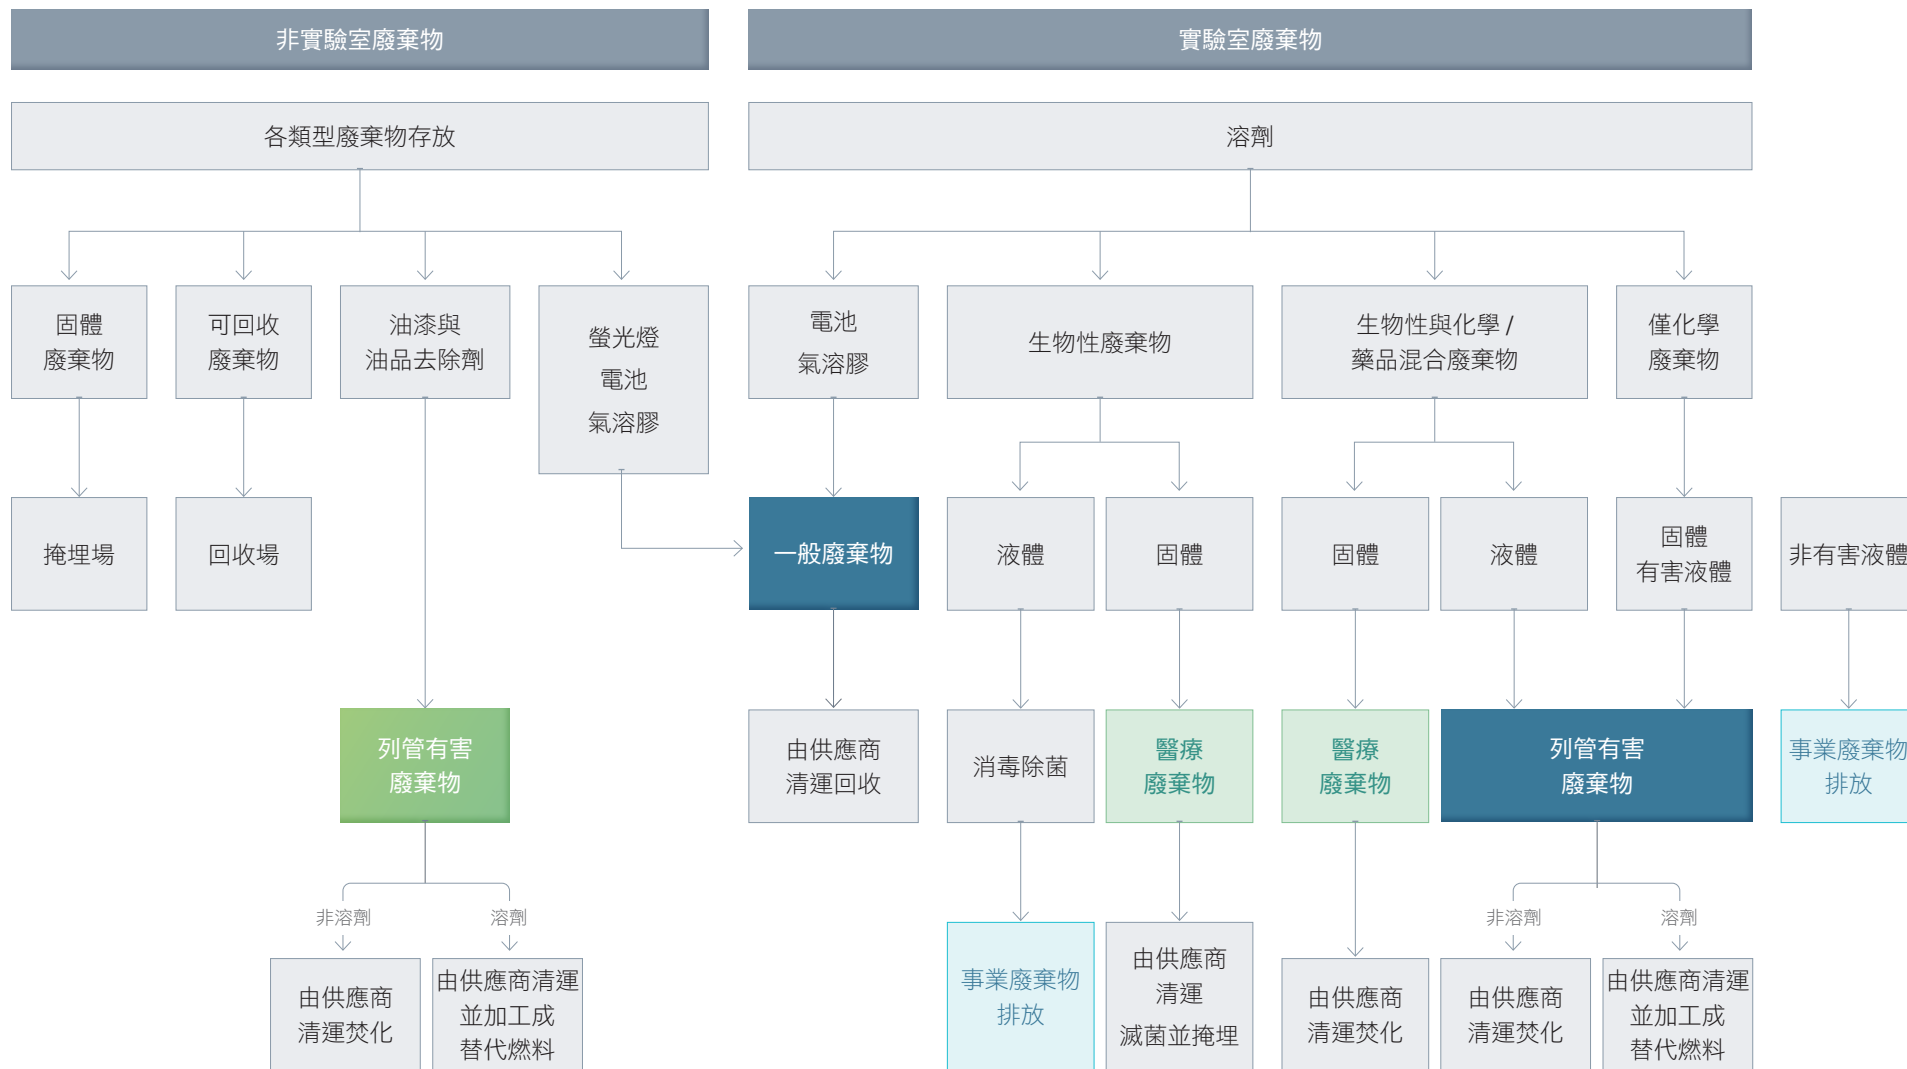 非實驗室廢棄物
實驗室廢棄物
各類型廢棄物存放
溶劑
固體
廢棄物
可回收
廢棄物
油漆與
油品去除劑
螢光燈
電池
氣溶膠
電池
氣溶膠
生物性廢棄物
生物性與化學 /
藥品混合廢棄物
僅化學
廢棄物
掩埋場
回收場
一般廢棄物
液體
固體
固體
液體
固體
有害液體
非有害液體
列管有害
廢棄物
由供應商
清運回收
消毒除菌
醫療
廢棄物
醫療
廢棄物
列管有害
廢棄物
事業廢棄物
排放
非溶劑
溶劑
非溶劑
溶劑
由供應商
清運焚化
由供應商清運
並加工成
替代燃料
事業廢棄物
排放
由供應商
清運
滅菌並掩埋
由供應商
清運焚化
由供應商
清運焚化
由供應商清運
並加工成
替代燃料